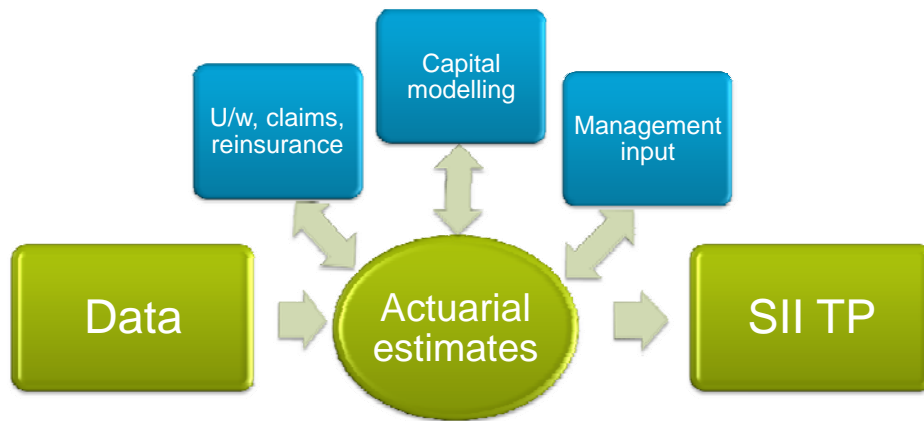 Capital
modelling
U/w, claims,
reinsurance
Management
input
Data
Actuarial
estimates
SII TP